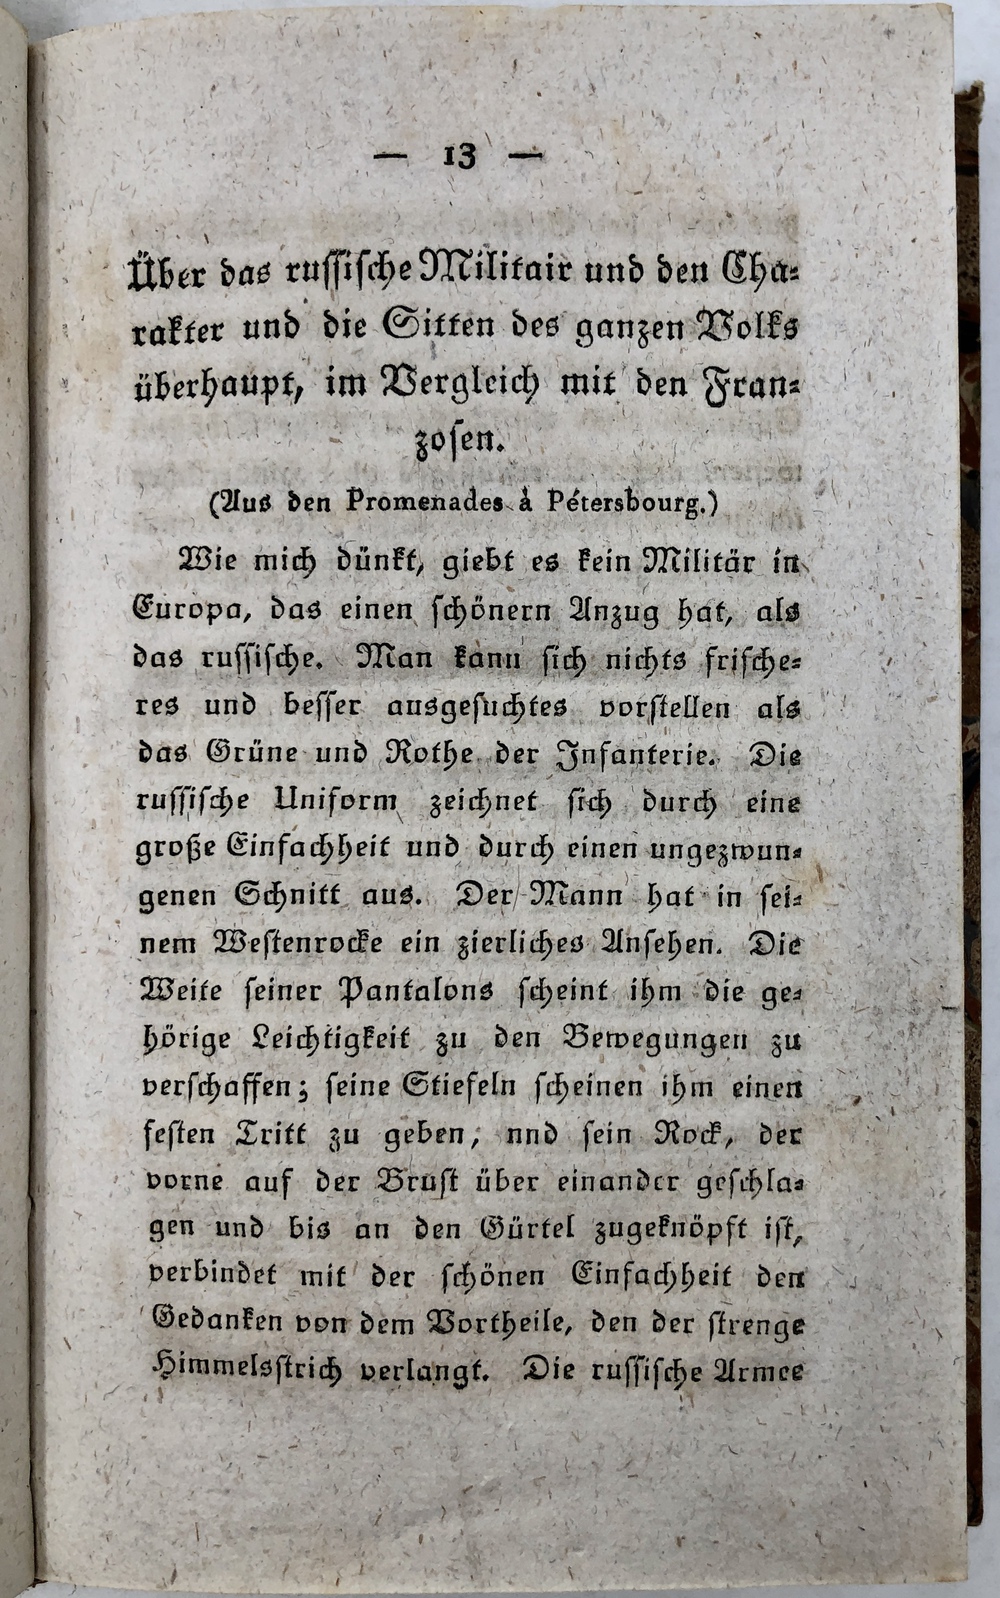 — 13 —
Über das russische Militair und den Cha-
rakter und die Sitten des ganzen Volks
überhaupt, im Vergleich mit den Fran-
zosen.
(Aus den Promenades à Pétersbourg.)
Wie mich dünkt, giebt es kein Militär in
Europa, das einen schönern Anzug hat, als
das russische. Man kann sich nichts frische-
res und besser ausgesuchtes vorstellen als
das Grüne und Rothe der Infanterie. Die
russische Uniform zeichnet sich durch eine
große Einfachheit und durch einen ungezwun-
genen Schnitt aus. Der Mann hat in sei-
nem Westenrocke ein zierliches Ansehen. Die
Weite seiner Pantalons scheint ihm die ge-
hörige Leichtigkeit zu den Bewegungen zu
verschaffen; seine Stiefeln scheinen ihm einen
festen Tritt zu geben, nnd sein Rock, der
vorne auf der Brust über einander geschla-
gen und bis an den Gürtel zugeknöpft ist,
verbindet mit der schönen Einfachheit den
Gedanken von dem Vortheile, den der strenge
Himmelsstrich verlangt. Die russische Armee